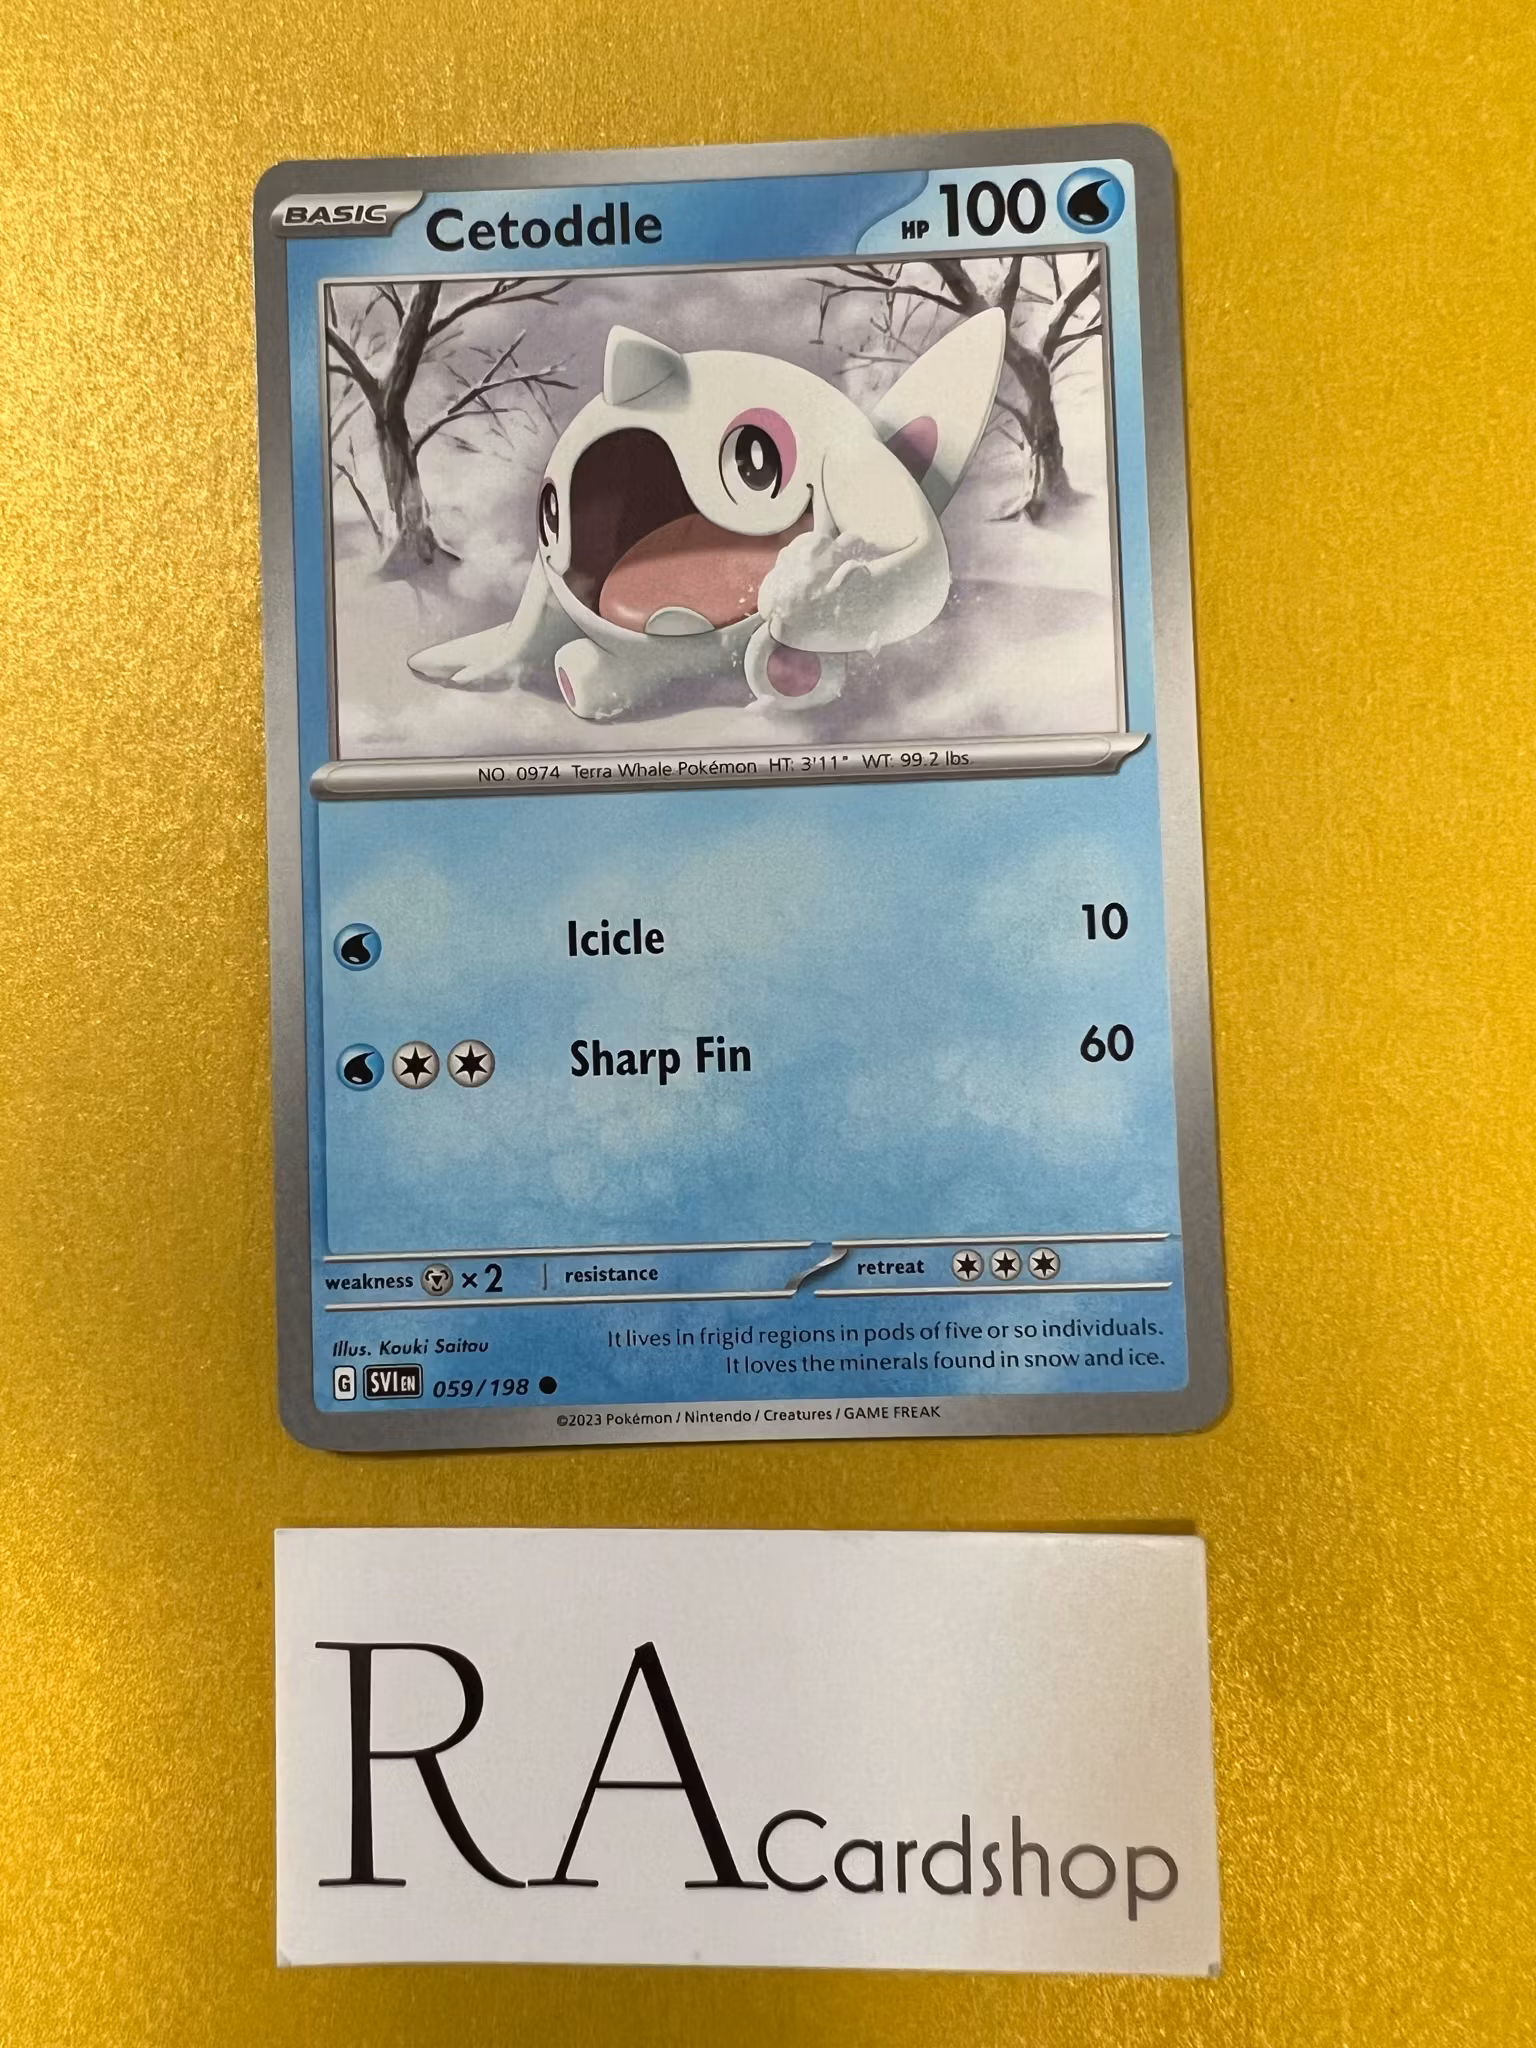 BASIC Cetoddle HP 100
NO. 0974 Terra Whale Pokémon HT: 3'11" WT: 99.2 lbs.
Icicle 10
Sharp Fin 60
weakness ×2 resistance retreat
Illus. Kouki Saitou
It lives in frigid regions in pods of five or so individuals.
It loves the minerals found in snow and ice.
G SVI EN 059/198
©2023 Pokémon / Nintendo / Creatures / GAME FREAK
RA Cardshop